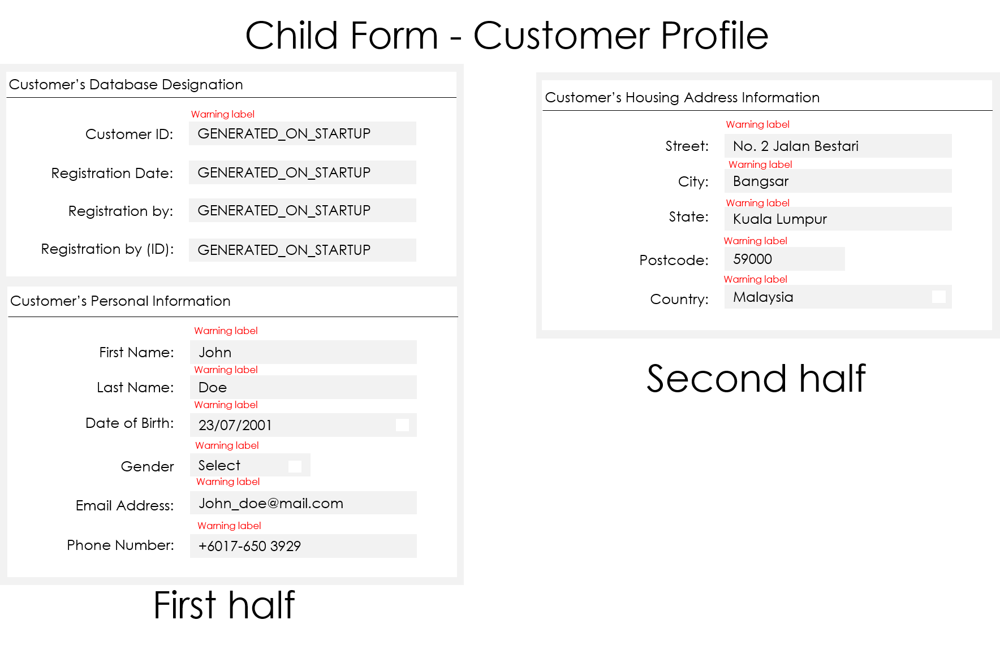 Child Form - Customer Profile
Customer's Database Designation
Warning label
Customer ID: GENERATED_ON_STARTUP
Registration Date: GENERATED_ON_STARTUP
Registration by: GENERATED_ON_STARTUP
Registration by (ID): GENERATED_ON_STARTUP
Customer's Personal Information
Warning label
First Name: John
Warning label
Last Name: Doe
Warning label
Date of Birth: 23/07/2001
Warning label
Gender Select
Warning label
Email Address: John_doe@mail.com
Warning label
Phone Number: +6017-650 3929
First half
Customer's Housing Address Information
Warning label
Street: No. 2 Jalan Bestari
Warning label
City: Bangsar
Warning label
State: Kuala Lumpur
Warning label
Postcode: 59000
Warning label
Country: Malaysia
Second half